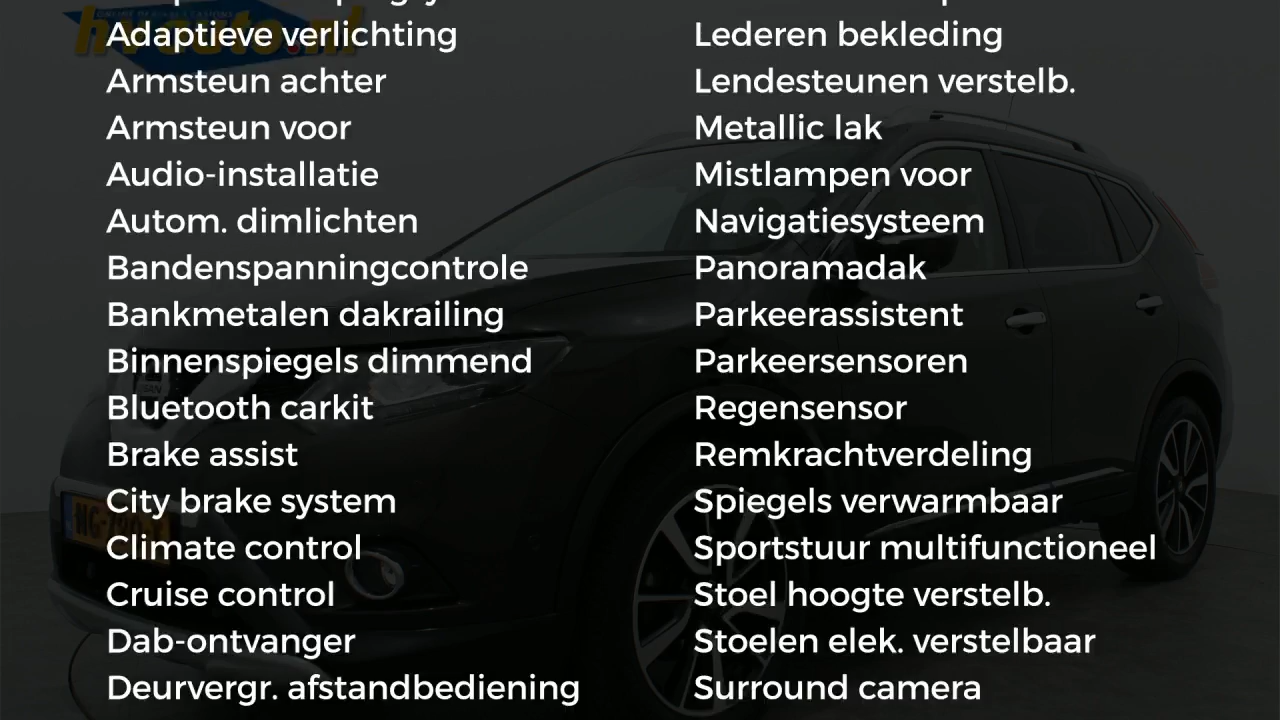 hvauto.nl
Adaptieve verlichting
Armsteun achter
Armsteun voor
Audio-installatie
Autom. dimlichten
Bandenspanningcontrole
Bankmetalen dakrailing
Binnenspiegels dimmend
Bluetooth carkit
Brake assist
City brake system
Climate control
Cruise control
Dab-ontvanger
Deurvergr. afstandbediening
Lederen bekleding
Lendesteunen verstelb.
Metallic lak
Mistlampen voor
Navigatiesysteem
Panoramadak
Parkeerassistent
Parkeersensoren
Regensensor
Remkrachtverdeling
Spiegels verwarmbaar
Sportstuur multifunctioneel
Stoel hoogte verstelb.
Stoelen elek. verstelbaar
Surround camera